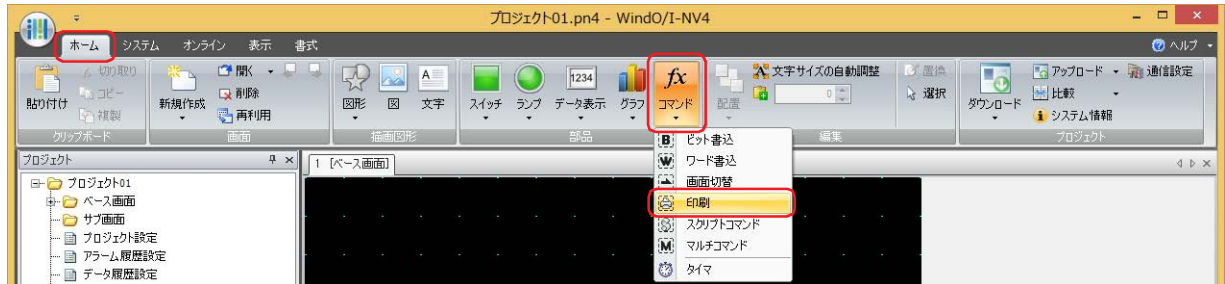 プロジェクト01.pn4 - WindO/I-NV4
ホーム システム オンライン 表示 書式 ヘルプ
貼り付け 切り取り コピー 複製
新規作成 開く 削除 再利用
図形 図 文字
スイッチ ランプ 1234 データ表示 グラフ fx コマンド
配置 文字サイズの自動調整 0 置換 選択
ダウンロード アップロード 比較 システム情報 通信設定
クリップボード 画面 描画図形 部品 編集 プロジェクト
プロジェクト
1 [ベース画面]
プロジェクト01
ベース画面
サブ画面
プロジェクト設定
アラーム履歴設定
データ履歴設定
B ビット書込
W ワード書込
画面切替
印刷
S スクリプトコマンド
M マルチコマンド
タイマ